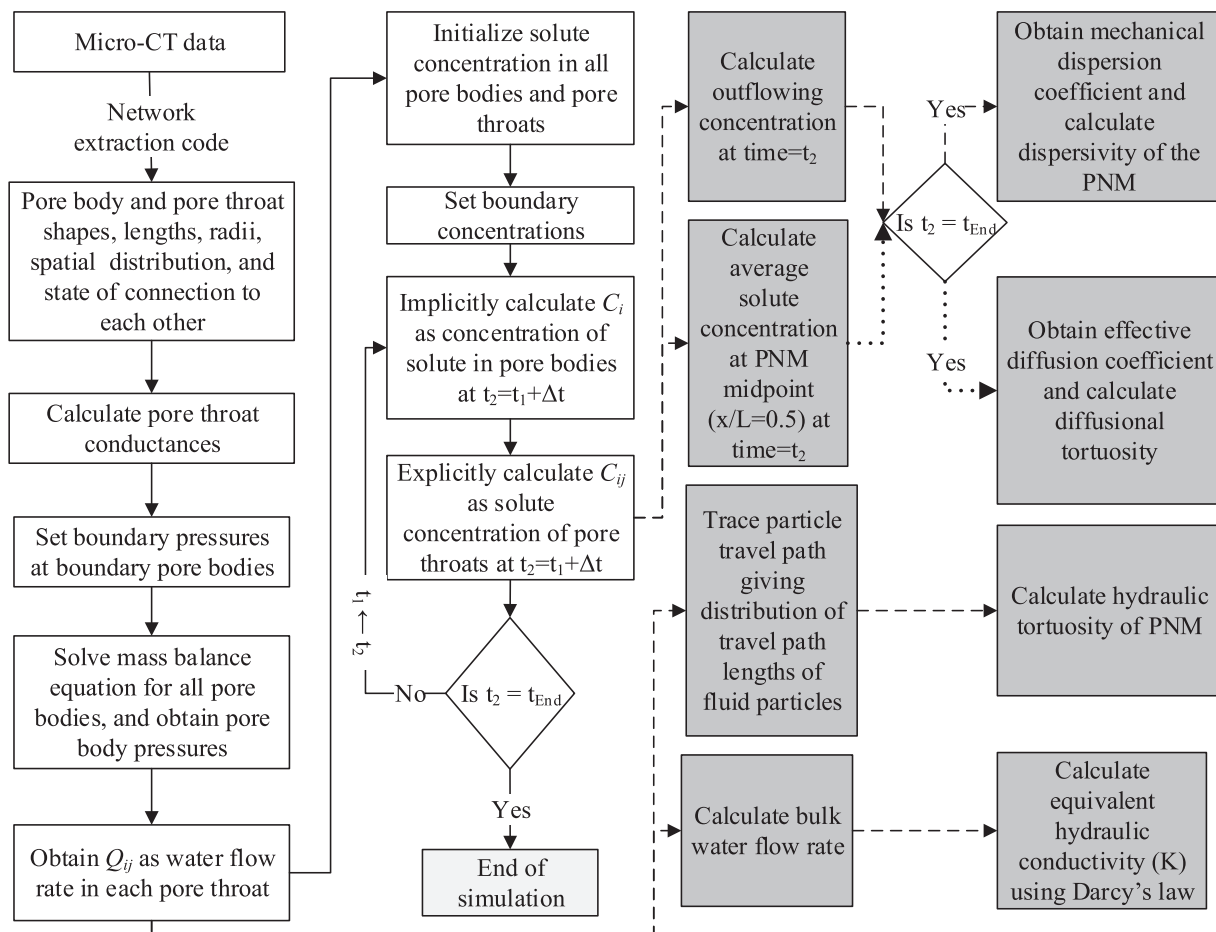 Micro-CT data
Network
extraction code
Pore body and pore throat
shapes, lengths, radii,
spatial distribution, and
state of connection to
each other
Calculate pore throat
conductances
Set boundary pressures
at boundary pore bodies
Solve mass balance
equation for all pore
bodies, and obtain pore
body pressures
Obtain Qij as water flow
rate in each pore throat
Initialize solute
concentration in all
pore bodies and pore
throats
Set boundary
concentrations
Implicitly calculate Ci
as concentration of
solute in pore bodies
at t2=t1+Δt
Explicitly calculate Cij
as solute
concentration of pore
throats at t2=t1+Δt
t1 ← t2
No
Is t2 = tEnd
Yes
End of
simulation
Calculate
outflowing
concentration
at time=t2
Calculate
average
solute
concentration
at PNM
midpoint
(x/L=0.5) at
time=t2
Trace particle
travel path
giving
distribution of
travel path
lengths of
fluid particles
Calculate bulk
water flow rate
Yes
Is t2 = tEnd
Yes
Obtain mechanical
dispersion
coefficient and
calculate
dispersivity of the
PNM
Obtain effective
diffusion coefficient
and calculate
diffusional
tortuosity
Calculate hydraulic
tortuosity of PNM
Calculate
equivalent
hydraulic
conductivity (K)
using Darcy's law